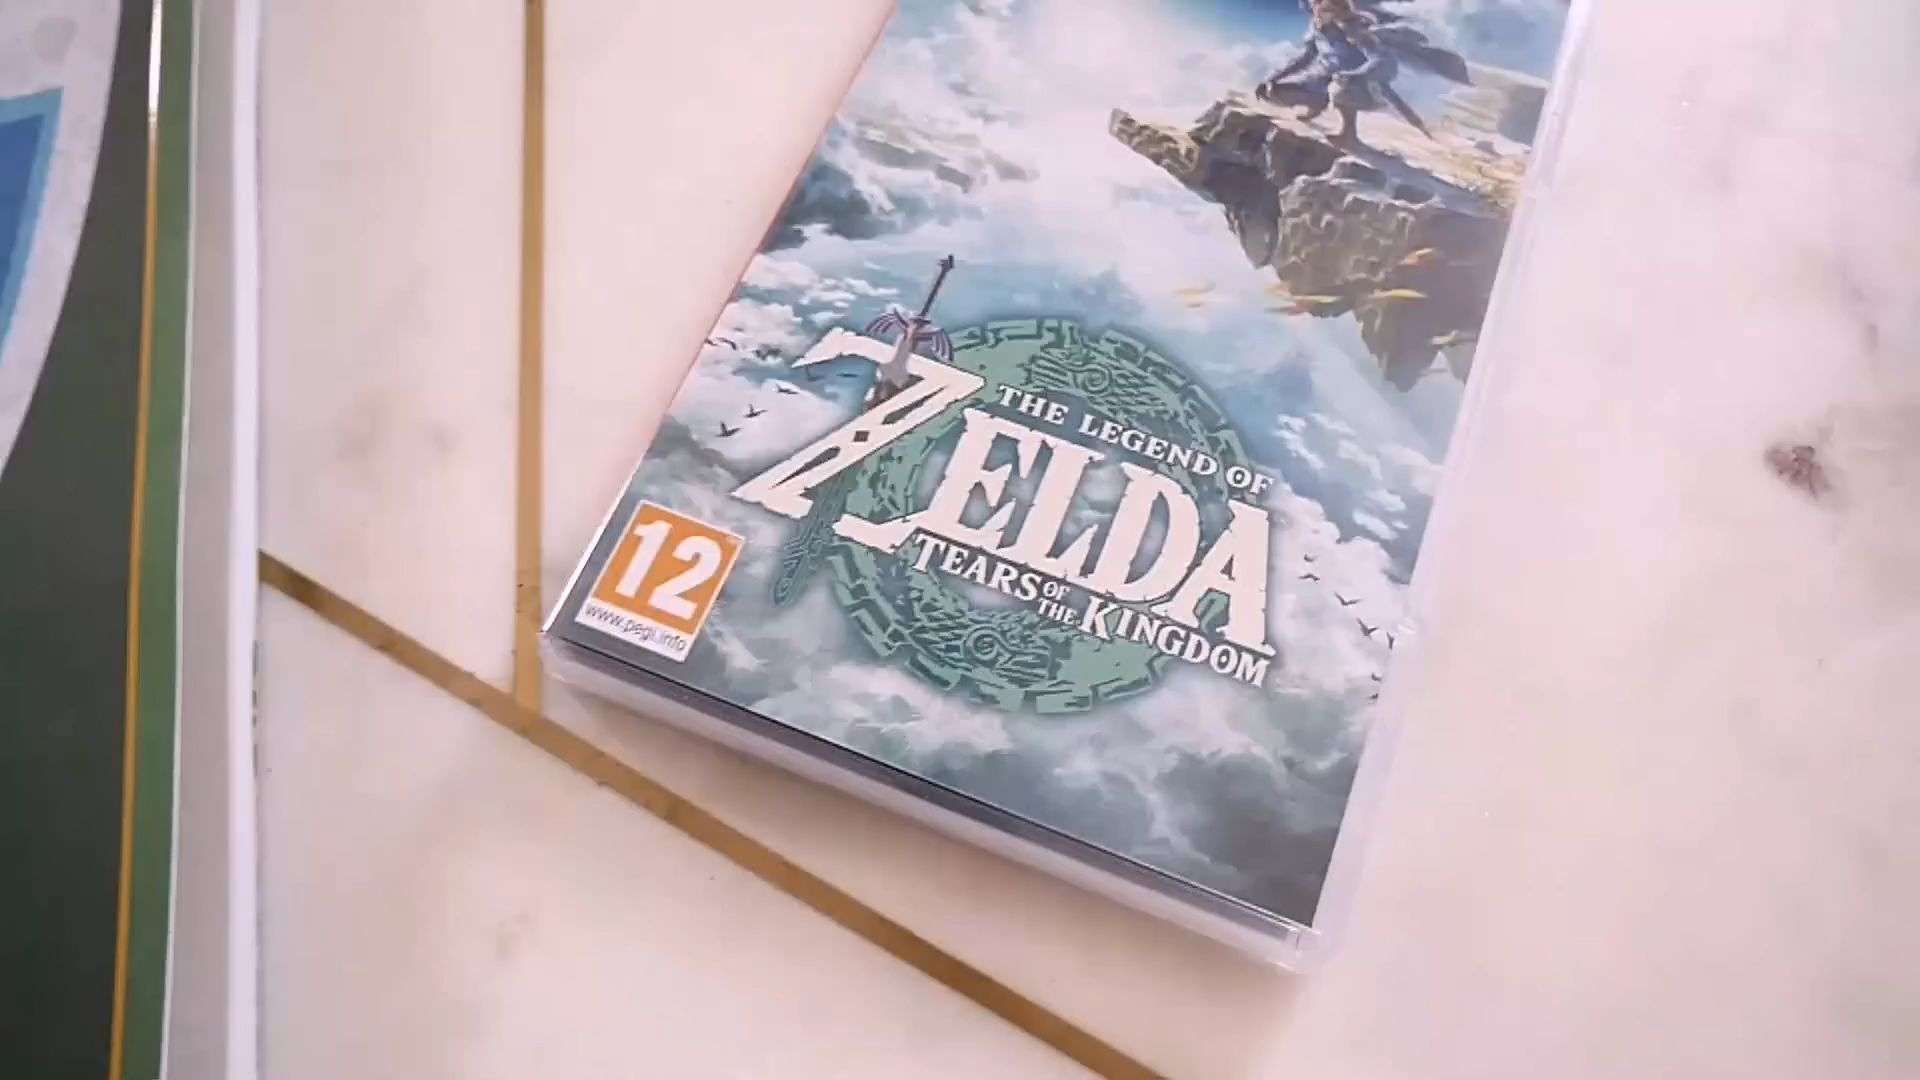 THE LEGEND OF
ZELDA
TEARS OF THE KINGDOM
12
www.pegi.info